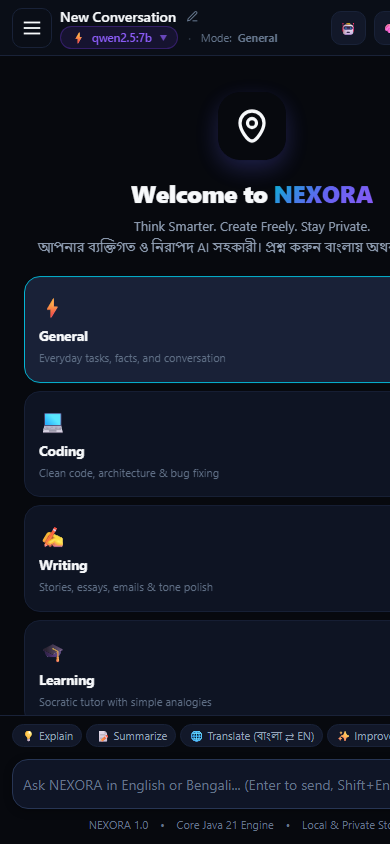 New Conversation
qwen2.5:7b
· Mode: General
Welcome to NEXORA
Think Smarter. Create Freely. Stay Private.
আপনার ব্যক্তিগত ও নিরাপদ AI সহকারী। প্রশ্ন করুন বাংলায়
General
Everyday tasks, facts, and conversation
Coding
Clean code, architecture & bug fixing
Writing
Stories, essays, emails & tone polish
Learning
Socratic tutor with simple analogies
Explain
Summarize
Translate (বাংলা ⇄ EN)
Improve
Ask NEXORA in English or Bengali... (Enter to send, Shift+En
NEXORA 1.0 • Core Java 21 Engine • Local & Private Sto